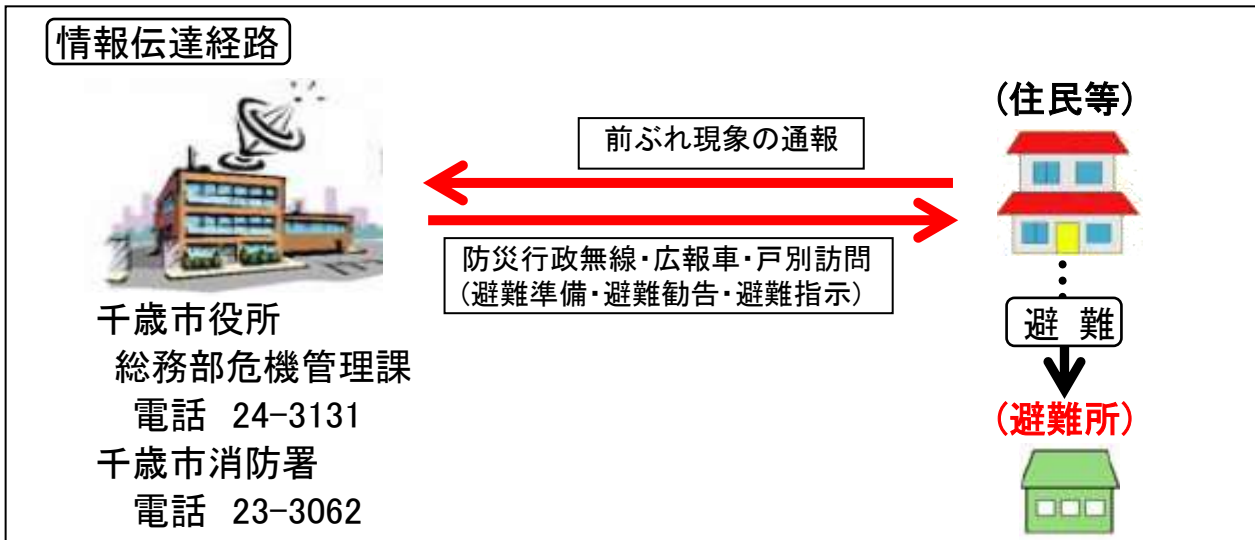 情報伝達経路
(住民等)
前ぶれ現象の通報
防災行政無線・広報車・戸別訪問
(避難準備・避難勧告・避難指示)
千歳市役所
総務部危機管理課
電話 24-3131
千歳市消防署
電話 23-3062
避 難
(避難所)